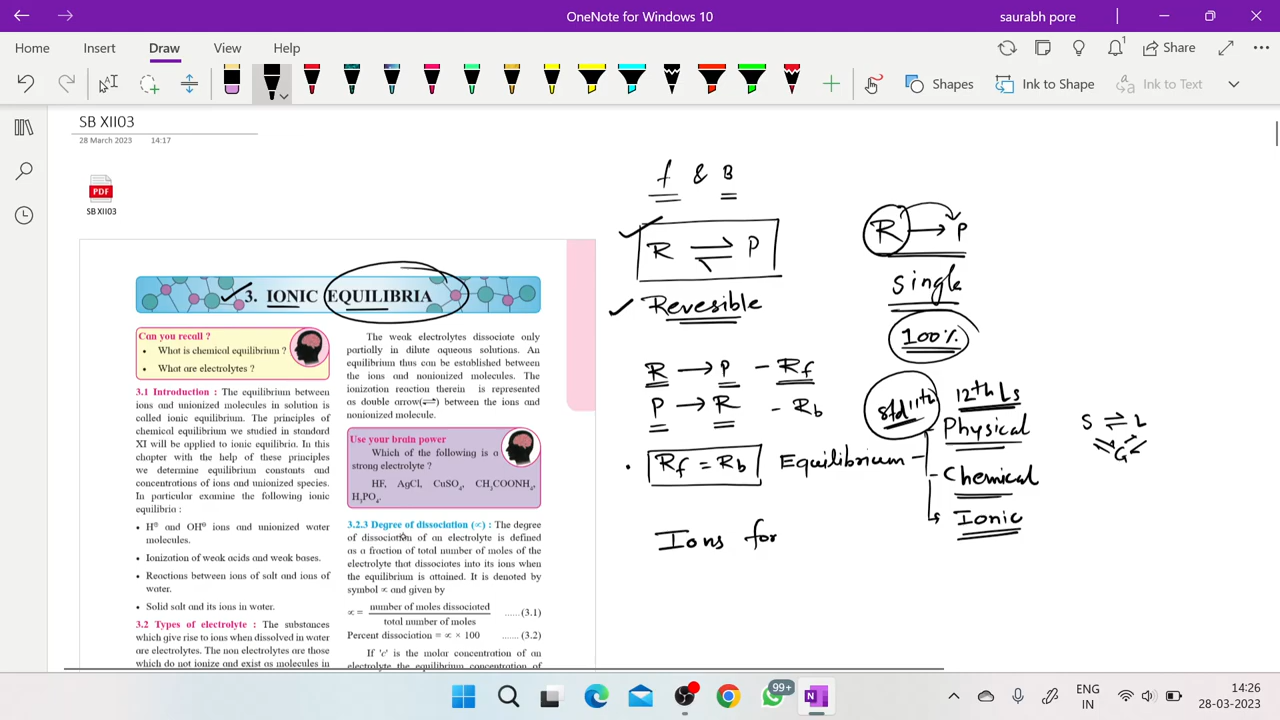 OneNote for Windows 10
saurabh pore
Home Insert Draw View Help
Share
Shapes
Ink to Shape
Ink to Text
SB XII03
28 March 2023 14:17
PDF
SB XII03
3. IONIC EQUILIBRIA
Can you recall ?
• What is chemical equilibrium ?
• What are electrolytes ?
3.1 Introduction : The equilibrium between
ions and unionized molecules in solution is
called ionic equilibrium. The principles of
chemical equilibrium we studied in standard
XI will be applied to ionic equilibrio. In this
chapter with the help of these principles
we determine equilibrium constants and
concentrations of ions and unionized species.
In particular examine the following ionic
equilibria :
• H⊕ and OH⊖ ions and unionized water
molecules.
• Ionization of weak acids and weak bases.
• Reactions between ions of salt and ions of
water.
• Solid salt and its ions in water.
3.2 Types of electrolyte : The substances
which give rise to ions when dissolved in water
are electrolytes. The non electrolytes are those
which do not ionize and exist as molecules in
The weak electrolytes dissociate only
partially in dilute aqueous solutions. An
equilibrium thus can be established between
the ions and nonionized molecules. The
ionization reaction therein is represented
as double arrow(⇌) between the ions and
nonionized molecule.
Use your brain power
Which of the following is a
strong electrolyte ?
HF, AgCl, CuSO₄, CH₃COONH₄,
H₃PO₄.
3.2.3 Degree of dissociation (∝) : The degree
of dissociation of an electrolyte is defined
as a fraction of total number of moles of the
electrolyte that dissociates into its ions when
the equilibrium is attained. It is denoted by
symbol ∝ and given by
∝ = number of moles dissociated ......(3.1)
total number of moles
Percent dissociation = ∝ × 100 ....... (3.2)
If 'c' is the molar concentration of an
electrolyte the equilibrium concentration of
f & B
R ⇌ P
Revesible
R → P - Rf
P → R - Rb
Rf = Rb Equilibrium
Ions for
R → P
single
100%
std 11th
12th Ls
Physical
Chemical
Ionic
S ⇌ L
G
99+
ENG
IN
14:26
28-03-2023